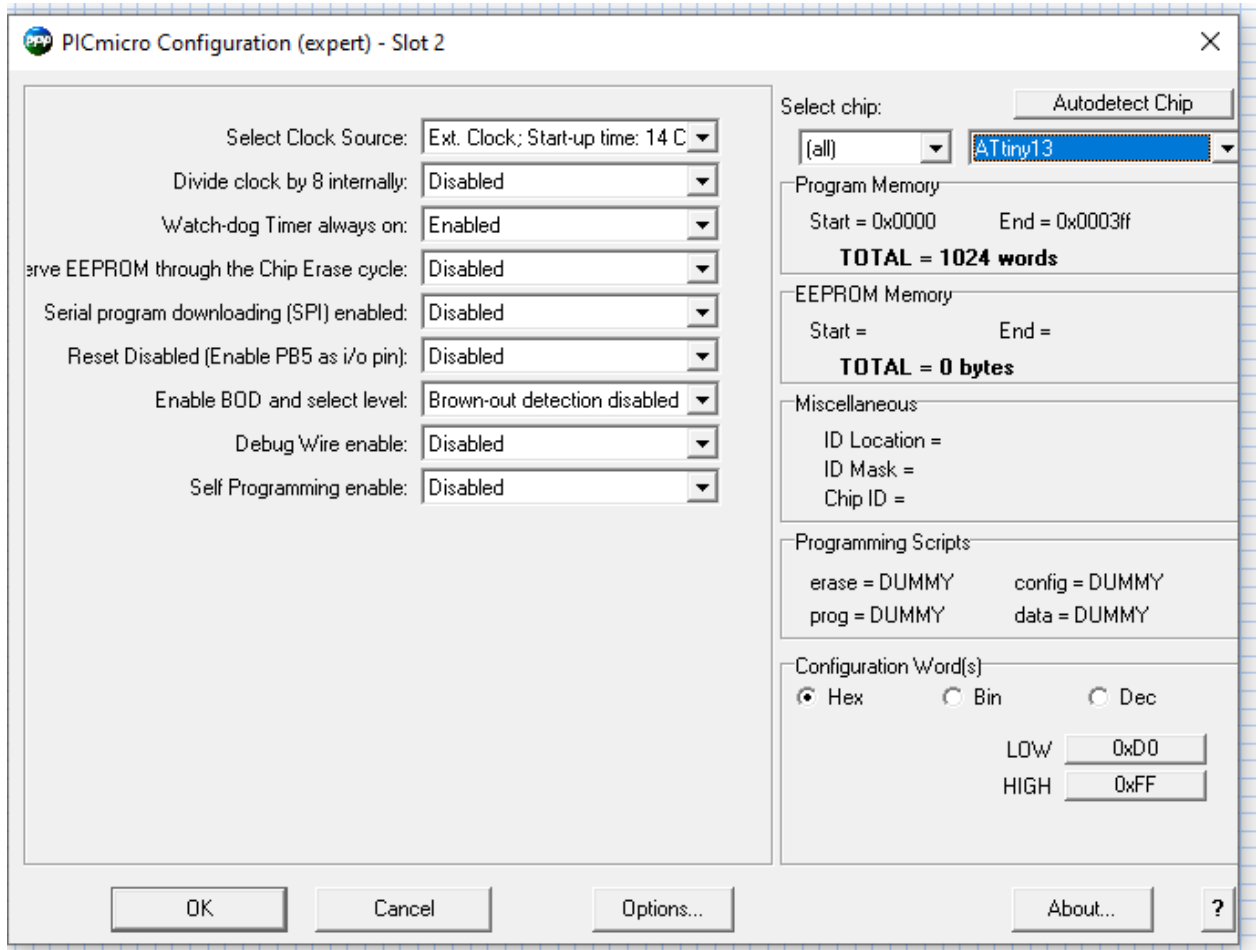 PICmicro Configuration (expert) - Slot 2
Select Clock Source: Ext. Clock; Start-up time: 14 C
Divide clock by 8 internally: Disabled
Watch-dog Timer always on: Enabled
erve EEPROM through the Chip Erase cycle: Disabled
Serial program downloading (SPI) enabled: Disabled
Reset Disabled (Enable PB5 as i/o pin): Disabled
Enable BOD and select level: Brown-out detection disabled
Debug Wire enable: Disabled
Self Programming enable: Disabled
Select chip: Autodetect Chip
(all) ATtiny13
Program Memory
Start = 0x0000 End = 0x0003ff
TOTAL = 1024 words
EEPROM Memory
Start = End =
TOTAL = 0 bytes
Miscellaneous
ID Location =
ID Mask =
Chip ID =
Programming Scripts
erase = DUMMY config = DUMMY
prog = DUMMY data = DUMMY
Configuration Word(s)
Hex Bin Dec
LOW 0xD0
HIGH 0xFF
OK Cancel Options... About... ?